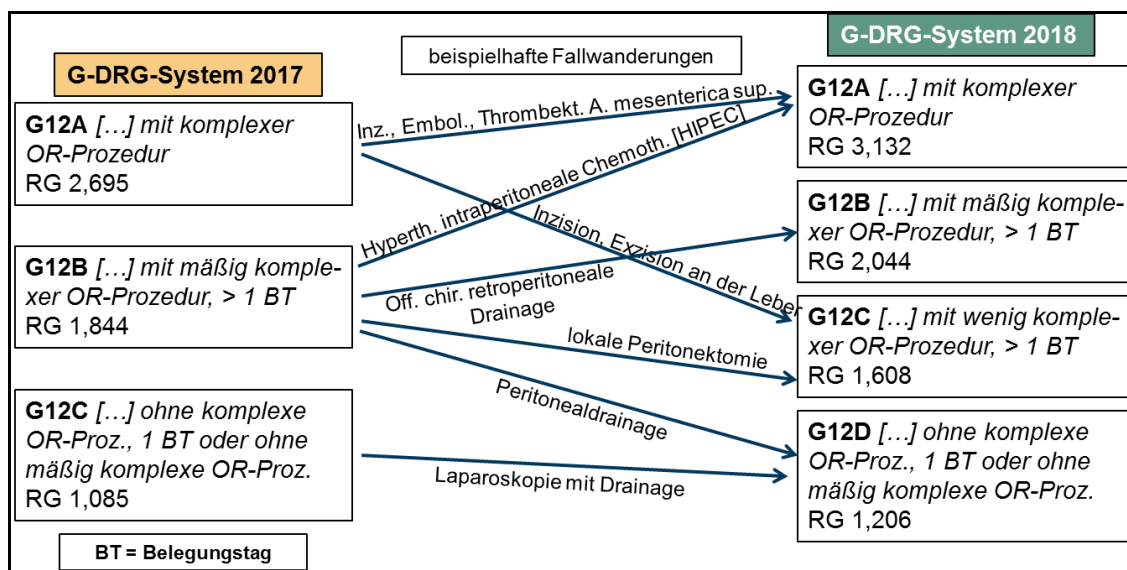 G-DRG-System 2017
G12A [...] mit komplexer
OR-Prozedur
RG 2,695
G12B [...] mit mäßig komple-
xer OR-Prozedur, > 1 BT
RG 1,844
G12C [...] ohne komplexe
OR-Proz., 1 BT oder ohne
mäßig komplexe OR-Proz.
RG 1,085
BT = Belegungstag
beispielhafte Fallwanderungen
Inz., Embol., Thrombekt. A. mesenterica sup.
Hyperth. intraperitoneale Chemoth. [HIPEC]
Inzision, Exzision an der Leber
Off. chir. retroperitoneale
Drainage
lokale Peritonektomie
Peritonealdrainage
Laparoskopie mit Drainage
G-DRG-System 2018
G12A [...] mit komplexer
OR-Prozedur
RG 3,132
G12B [...] mit mäßig komple-
xer OR-Prozedur, > 1 BT
RG 2,044
G12C [...] mit wenig komple-
xer OR-Prozedur, > 1 BT
RG 1,608
G12D [...] ohne komplexe
OR-Proz., 1 BT oder ohne
mäßig komplexe OR-Proz.
RG 1,206